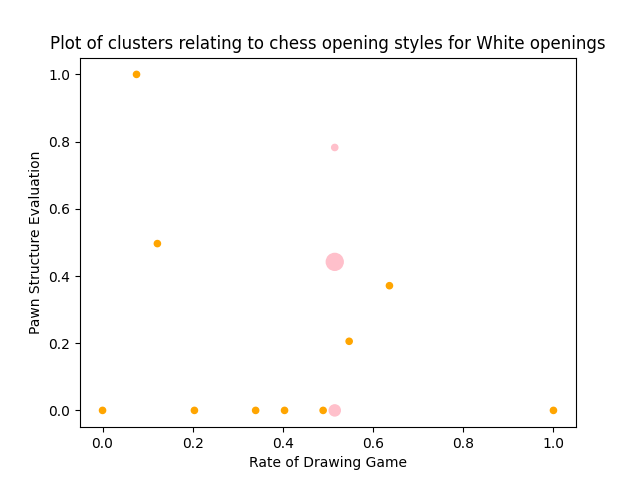 Plot of clusters relating to chess opening styles for White openings
1.0
0.8
0.6
0.4
0.2
0.0
Pawn Structure Evaluation
0.0 0.2 0.4 0.6 0.8 1.0
Rate of Drawing Game